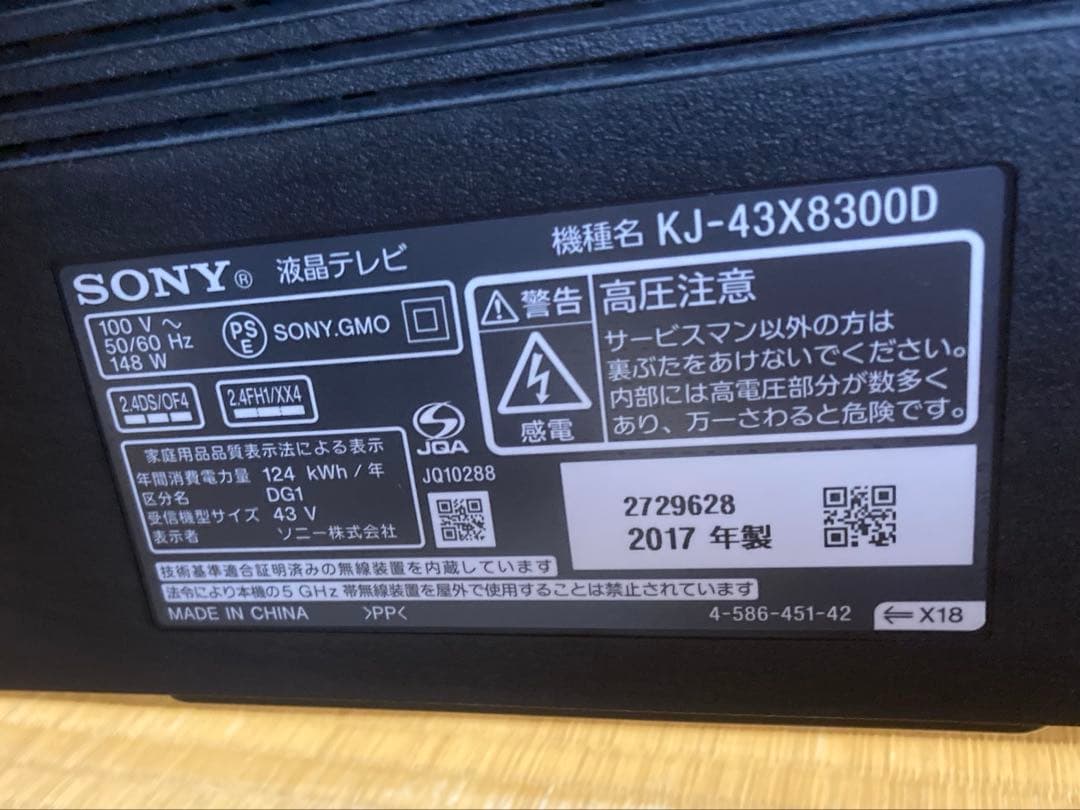 SONY® 液晶テレビ
機種名 KJ-43X8300D
100 V ～
50/60 Hz
148 W
PS
E
SONY.GMO
2.4DS/OF4
2.4FH1/XX4
警告
感電
高圧注意
サービスマン以外の方は
裏ぶたをあけないでください。
内部には高電圧部分が数多く
あり、万一さわると危険です。
家庭用品品質表示法による表示
年間消費電力量 124 kWh/年
区分名 DG1
受信機型サイズ 43 V
表示者 ソニー株式会社
JQA
JQ10288
2729628
2017 年製
技術基準適合証明済みの無線装置を内蔵しています
法令により本機の5 GHz 帯無線装置を屋外で使用することは禁止されています
MADE IN CHINA >PP<
4-586-451-42
⇐X18